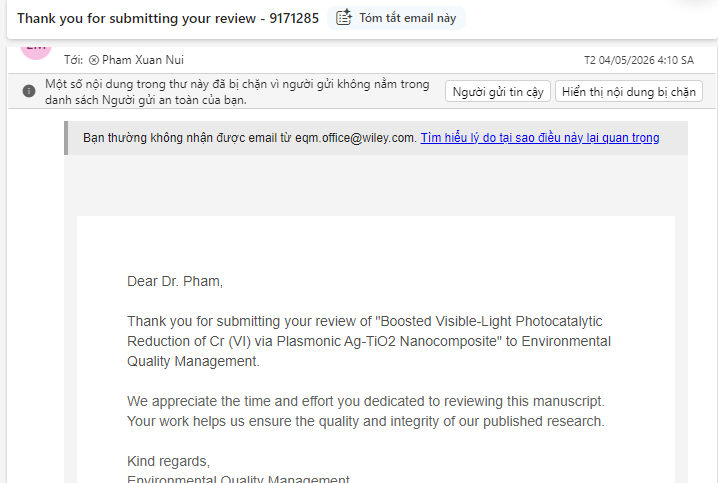 Thank you for submitting your review - 9171285 Tóm tắt email này
Tới: Pham Xuan Nui T2 04/05/2026 4:10 SA
Một số nội dung trong thư này đã bị chặn vì người gửi không nằm trong
danh sách Người gửi an toàn của bạn.
Người gửi tin cậy Hiển thị nội dung bị chặn
Bạn thường không nhận được email từ eqm.office@wiley.com. Tìm hiểu lý do tại sao điều này lại quan trọng
Dear Dr. Pham,
Thank you for submitting your review of "Boosted Visible-Light Photocatalytic
Reduction of Cr (VI) via Plasmonic Ag-TiO2 Nanocomposite" to Environmental
Quality Management.
We appreciate the time and effort you dedicated to reviewing this manuscript.
Your work helps us ensure the quality and integrity of our published research.
Kind regards,
Environmental Quality Management